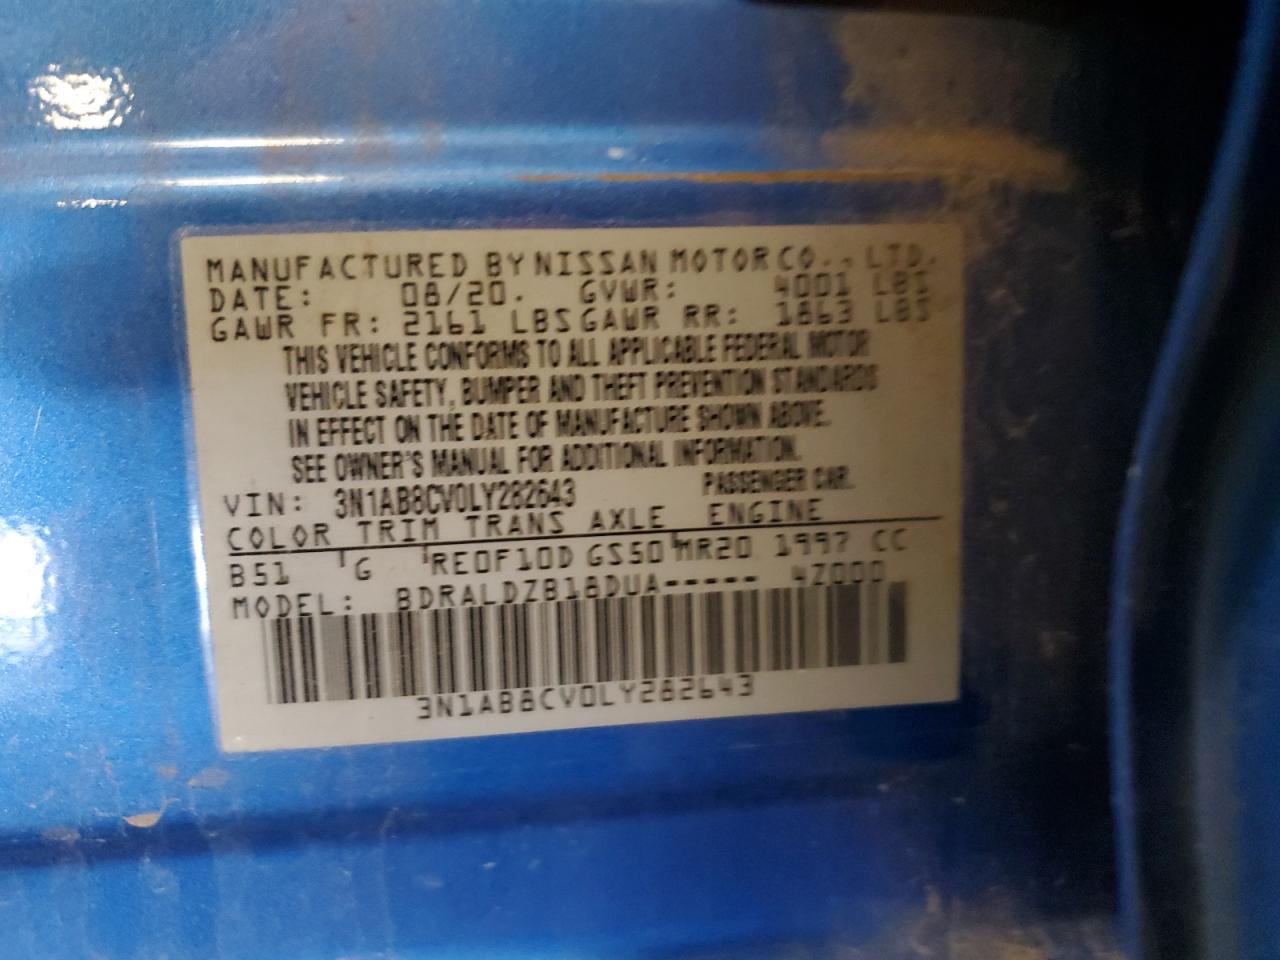 MANUFACTURED BY NISSAN MOTOR CO., LTD.
DATE: 08/20. GVWR: 4001 LBS
GAWR FR: 2161 LBS GAWR RR: 1863 LBS
THIS VEHICLE CONFORMS TO ALL APPLICABLE FEDERAL MOTOR
VEHICLE SAFETY, BUMPER AND THEFT PREVENTION STANDARDS
IN EFFECT ON THE DATE OF MANUFACTURE SHOWN ABOVE.
SEE OWNER'S MANUAL FOR ADDITIONAL INFORMATION.
VIN: 3N1AB8CV0LY282643 PASSENGER CAR.
COLOR TRIM TRANS AXLE ENGINE
B51 G RE0F10D GS50 MR20 1997 CC
MODEL: BDRALDZB18DUA----- 4Z000
3N1AB8CV0LY282643